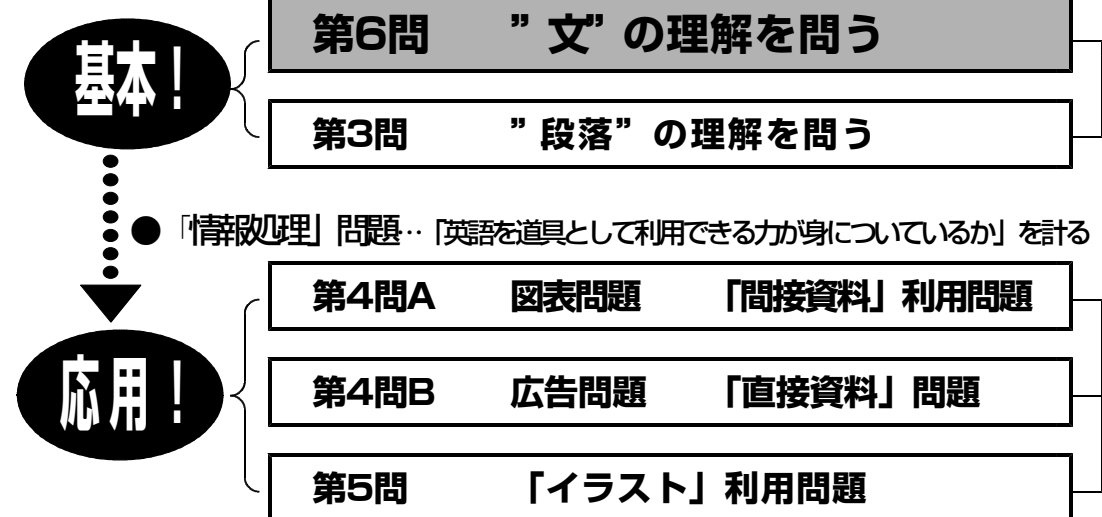 基本！
第6問　”文”の理解を問う
第3問　”段落”の理解を問う
●「情報処理」問題…「英語を道具として利用できる力が身についているか」を計る
応用！
第4問A　図表問題　「間接資料」利用問題
第4問B　広告問題　「直接資料」問題
第5問　「イラスト」利用問題